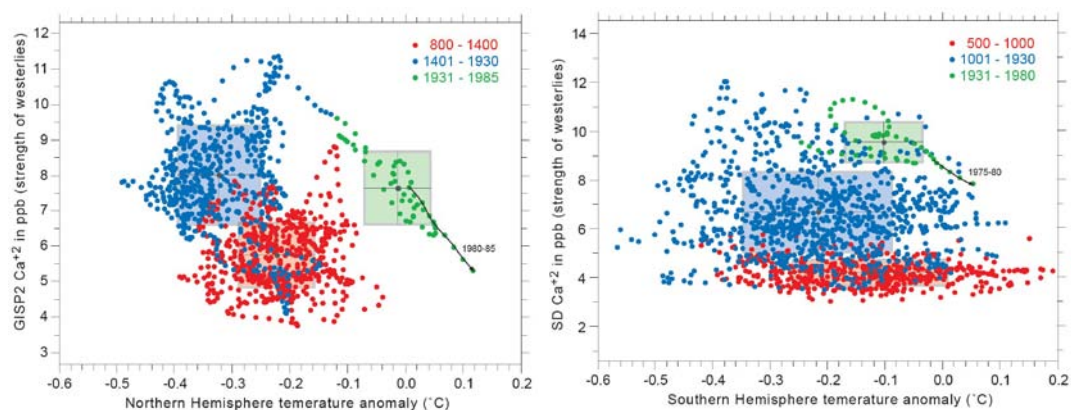 12
11
10
9
8
7
6
5
4
3
GISP2 Ca+2 in ppb (strength of westerlies)
800 - 1400
1401 - 1930
1931 - 1985
1980-85
-0.6 -0.5 -0.4 -0.3 -0.2 -0.1 0.0 0.1 0.2
Northern Hemisphere temerature anomaly (˚C)
14
12
10
8
6
4
2
SD Ca+2 in ppb (strength of westerlies)
500 - 1000
1001 - 1930
1931 - 1980
1975-80
-0.6 -0.5 -0.4 -0.3 -0.2 -0.1 0.0 0.1 0.2
Southern Hemisphere temerature anomaly (˚C)